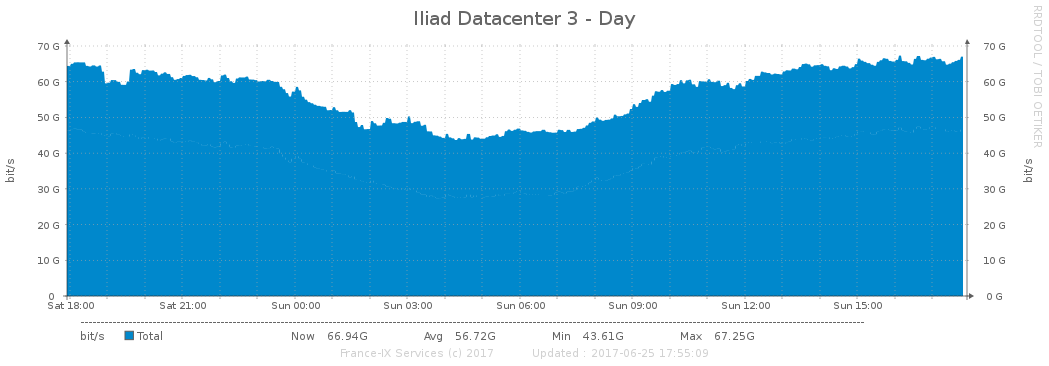 Iliad Datacenter 3 - Day
RRDTOOL / TOBI OETIKER
70 G 70 G
60 G 60 G
50 G 50 G
40 G 40 G
30 G 30 G
20 G 20 G
10 G 10 G
0 0 G
bit/s bit/s
Sat 18:00 Sat 21:00 Sun 00:00 Sun 03:00 Sun 06:00 Sun 09:00 Sun 12:00 Sun 15:00
bit/s Total Now 66.94G Avg 56.72G Min 43.61G Max 67.25G
France-IX Services (c) 2017 Updated : 2017-06-25 17:55:09